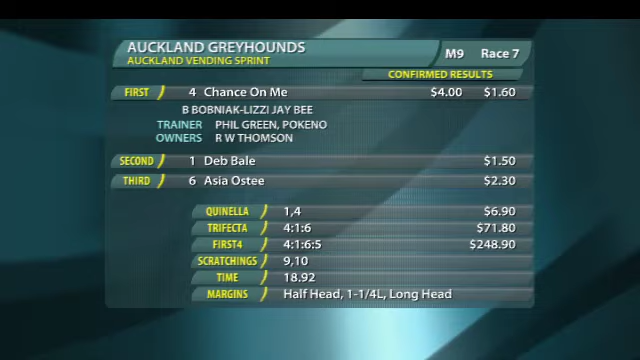 AUCKLAND GREYHOUNDS M9 Race 7
AUCKLAND VENDING SPRINT
CONFIRMED RESULTS
FIRST 4 Chance On Me $4.00 $1.60
B BOBNIAK-LIZZI JAY BEE
TRAINER PHIL GREEN, POKENO
OWNERS R W THOMSON
SECOND 1 Deb Bale $1.50
THIRD 6 Asia Ostee $2.30
QUINELLA 1,4 $6.90
TRIFECTA 4:1:6 $71.80
FIRST4 4:1:6:5 $248.90
SCRATCHINGS 9,10
TIME 18.92
MARGINS Half Head, 1-1/4L, Long Head